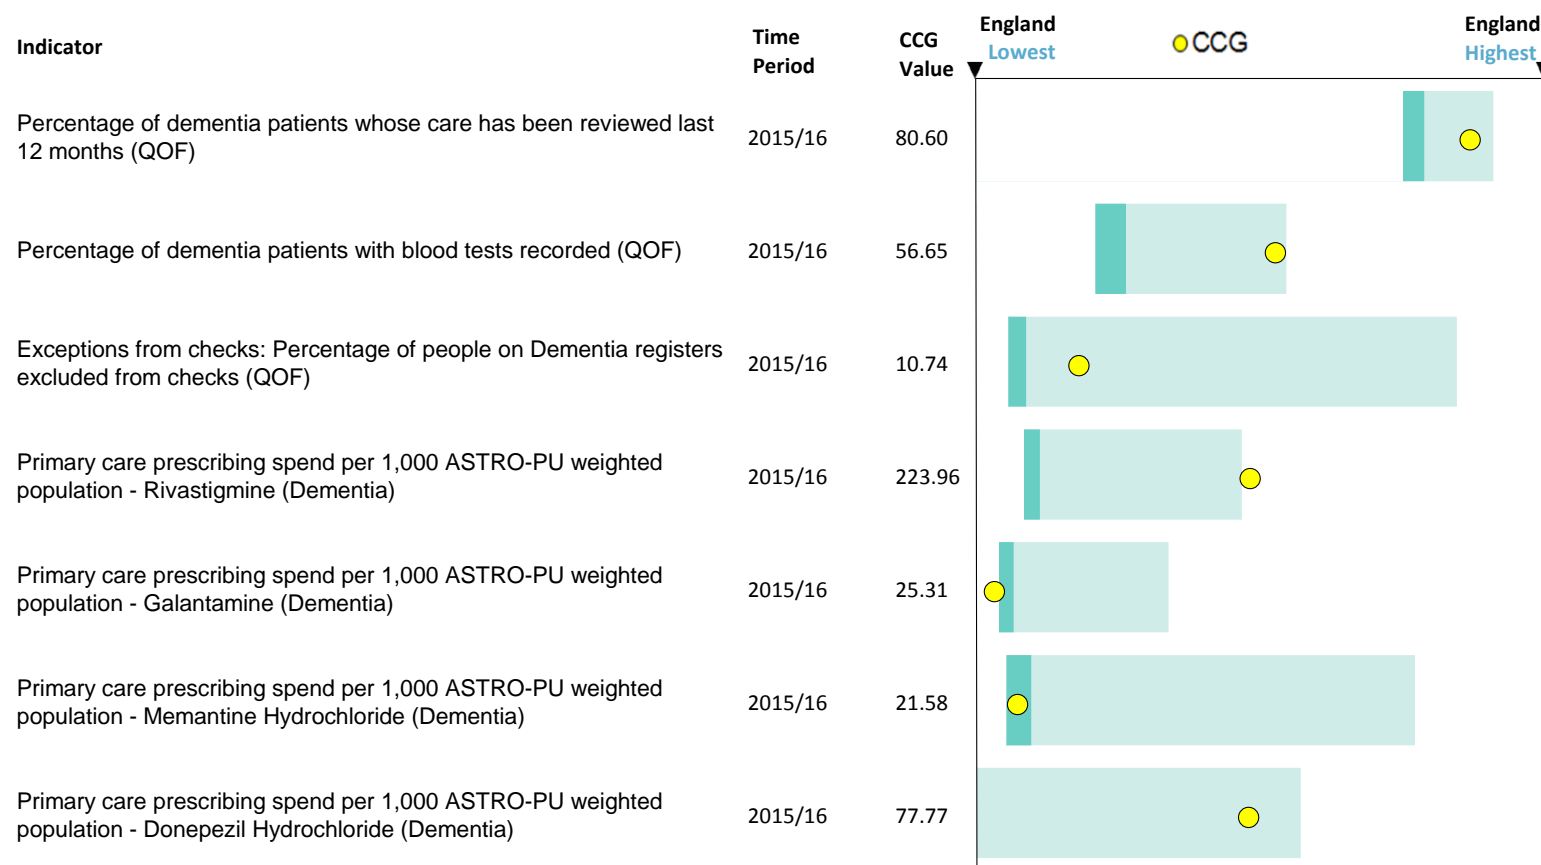 Indicator
Time
Period
CCG
Value
England
Lowest
CCG
England
Highest
Percentage of dementia patients whose care has been reviewed last
12 months (QOF)
2015/16
80.60
Percentage of dementia patients with blood tests recorded (QOF)
2015/16
56.65
Exceptions from checks: Percentage of people on Dementia registers
excluded from checks (QOF)
2015/16
10.74
Primary care prescribing spend per 1,000 ASTRO-PU weighted
population - Rivastigmine (Dementia)
2015/16
223.96
Primary care prescribing spend per 1,000 ASTRO-PU weighted
population - Galantamine (Dementia)
2015/16
25.31
Primary care prescribing spend per 1,000 ASTRO-PU weighted
population - Memantine Hydrochloride (Dementia)
2015/16
21.58
Primary care prescribing spend per 1,000 ASTRO-PU weighted
population - Donepezil Hydrochloride (Dementia)
2015/16
77.77